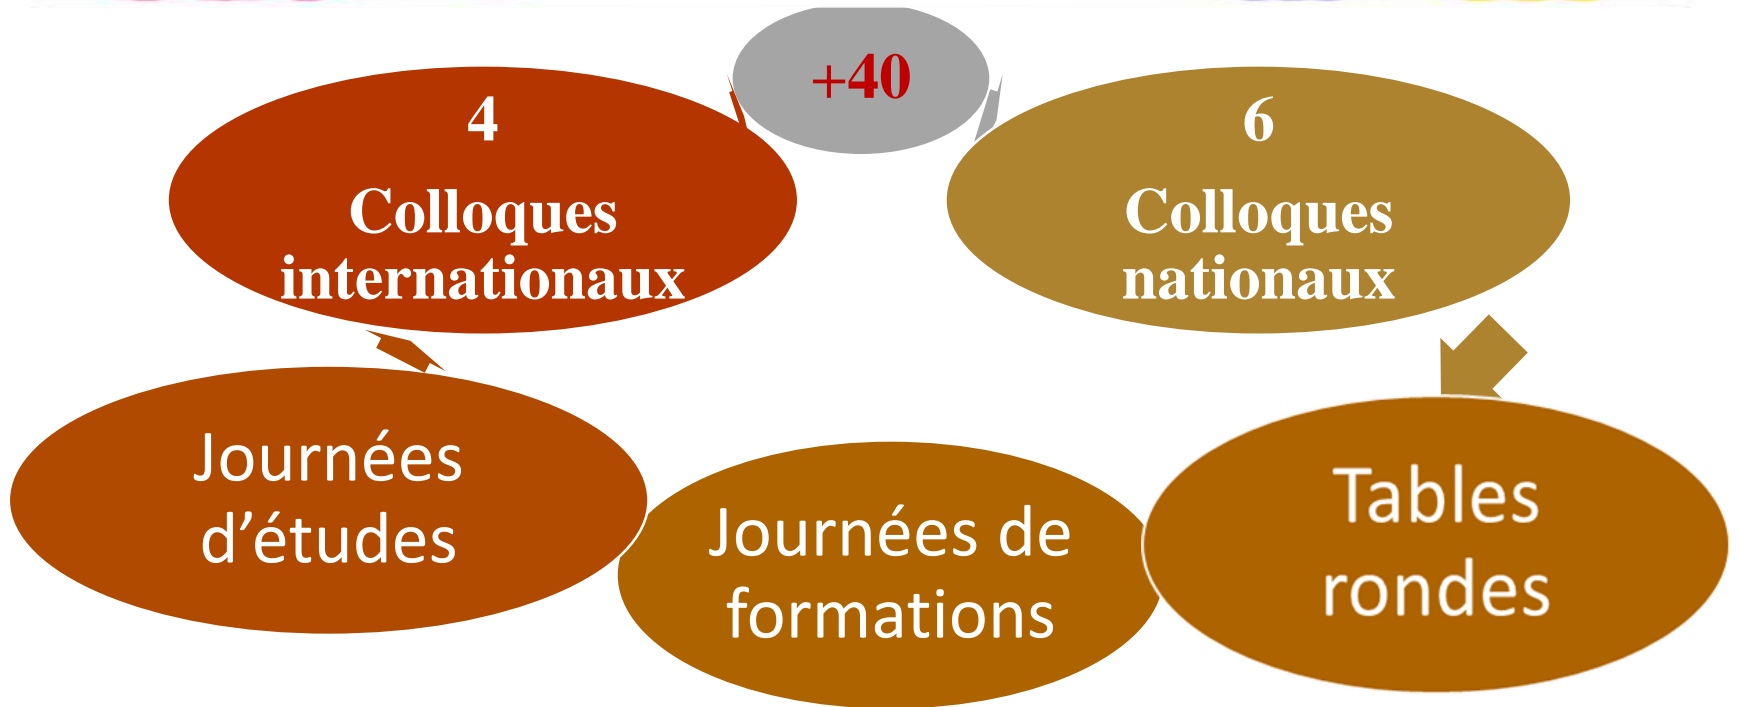 +40
4
Colloques
internationaux
6
Colloques
nationaux
Journées
d’études
Journées de
formations
Tables
rondes